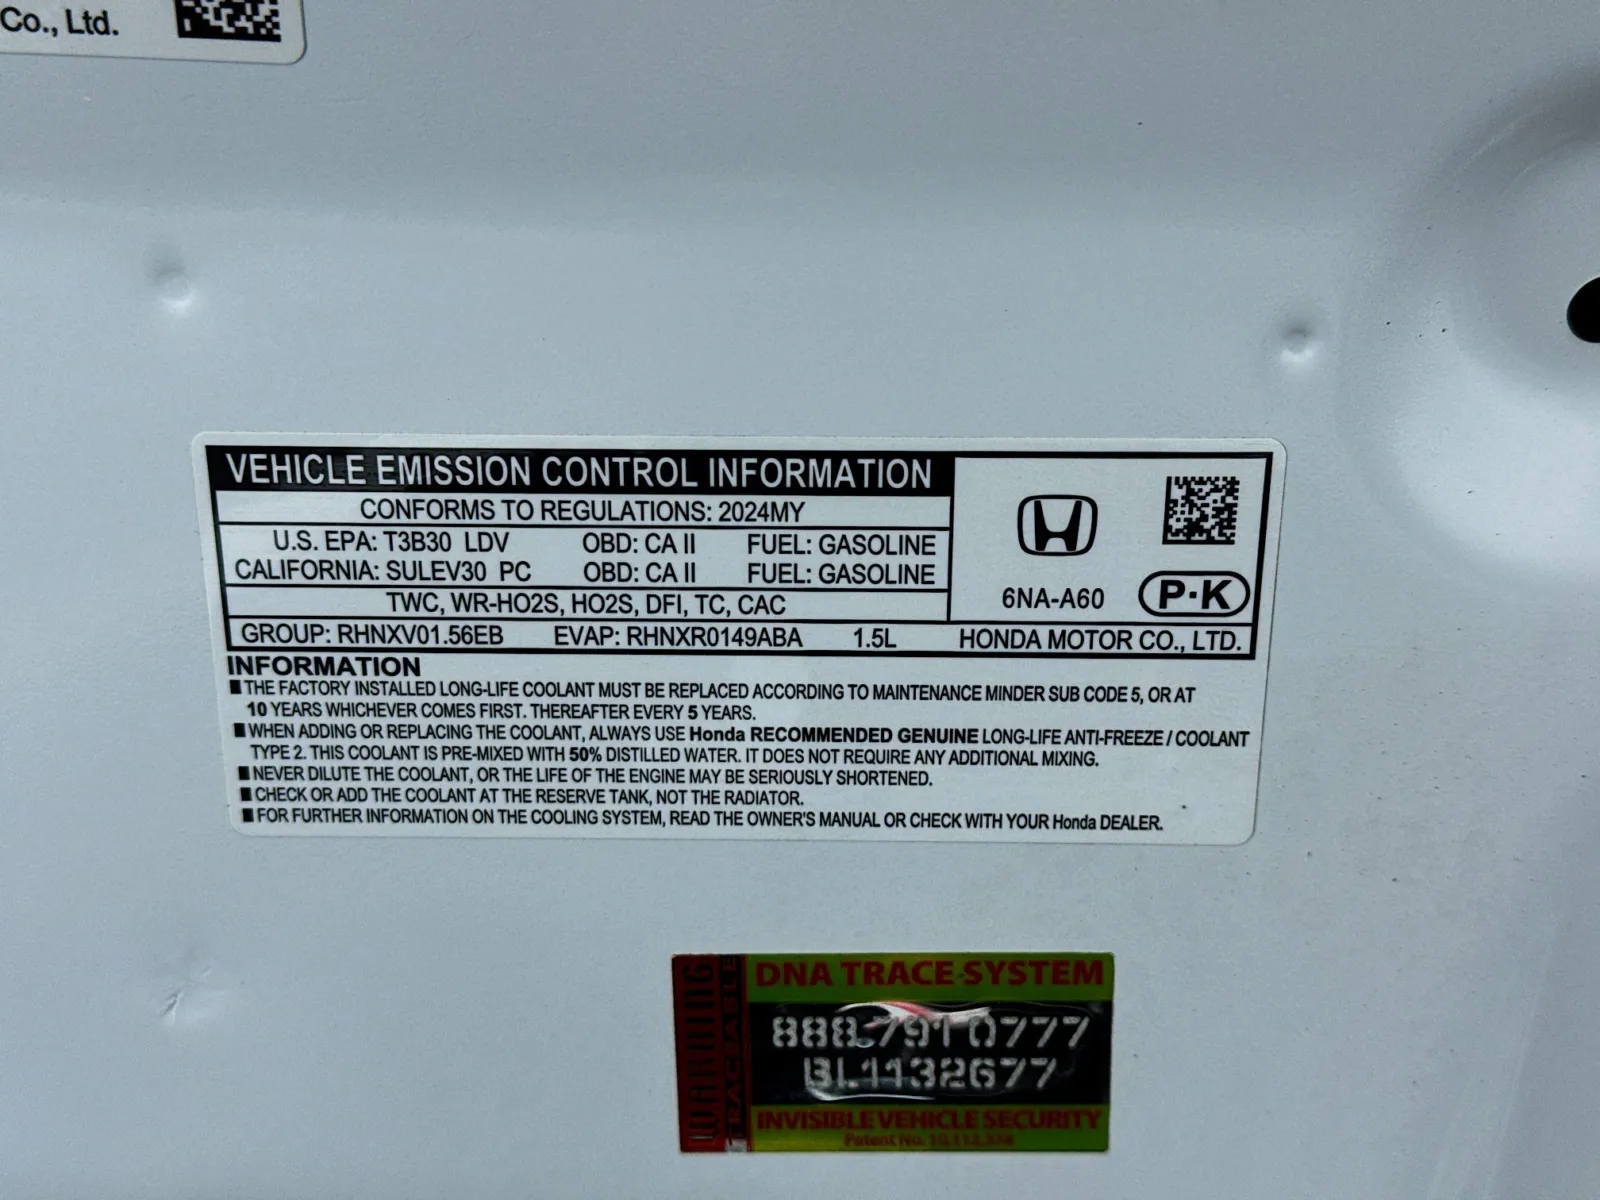 Co., Ltd.
VEHICLE EMISSION CONTROL INFORMATION
CONFORMS TO REGULATIONS: 2024MY
U.S. EPA: T3B30 LDV OBD: CA II FUEL: GASOLINE
CALIFORNIA: SULEV30 PC OBD: CA II FUEL: GASOLINE
TWC, WR-HO2S, HO2S, DFI, TC, CAC
6NA-A60 P·K
GROUP: RHNXV01.56EB EVAP: RHNXR0149ABA 1.5L HONDA MOTOR CO., LTD.
INFORMATION
■ THE FACTORY INSTALLED LONG-LIFE COOLANT MUST BE REPLACED ACCORDING TO MAINTENANCE MINDER SUB CODE 5, OR AT
10 YEARS WHICHEVER COMES FIRST. THEREAFTER EVERY 5 YEARS.
■ WHEN ADDING OR REPLACING THE COOLANT, ALWAYS USE Honda RECOMMENDED GENUINE LONG-LIFE ANTI-FREEZE / COOLANT
TYPE 2. THIS COOLANT IS PRE-MIXED WITH 50% DISTILLED WATER. IT DOES NOT REQUIRE ANY ADDITIONAL MIXING.
■ NEVER DILUTE THE COOLANT, OR THE LIFE OF THE ENGINE MAY BE SERIOUSLY SHORTENED.
■ CHECK OR ADD THE COOLANT AT THE RESERVE TANK, NOT THE RADIATOR.
■ FOR FURTHER INFORMATION ON THE COOLING SYSTEM, READ THE OWNER'S MANUAL OR CHECK WITH YOUR Honda DEALER.
WARNING
TRACEABLE
DNA TRACE SYSTEM
888.791.0777
BL1132677
INVISIBLE VEHICLE SECURITY
Patent No.